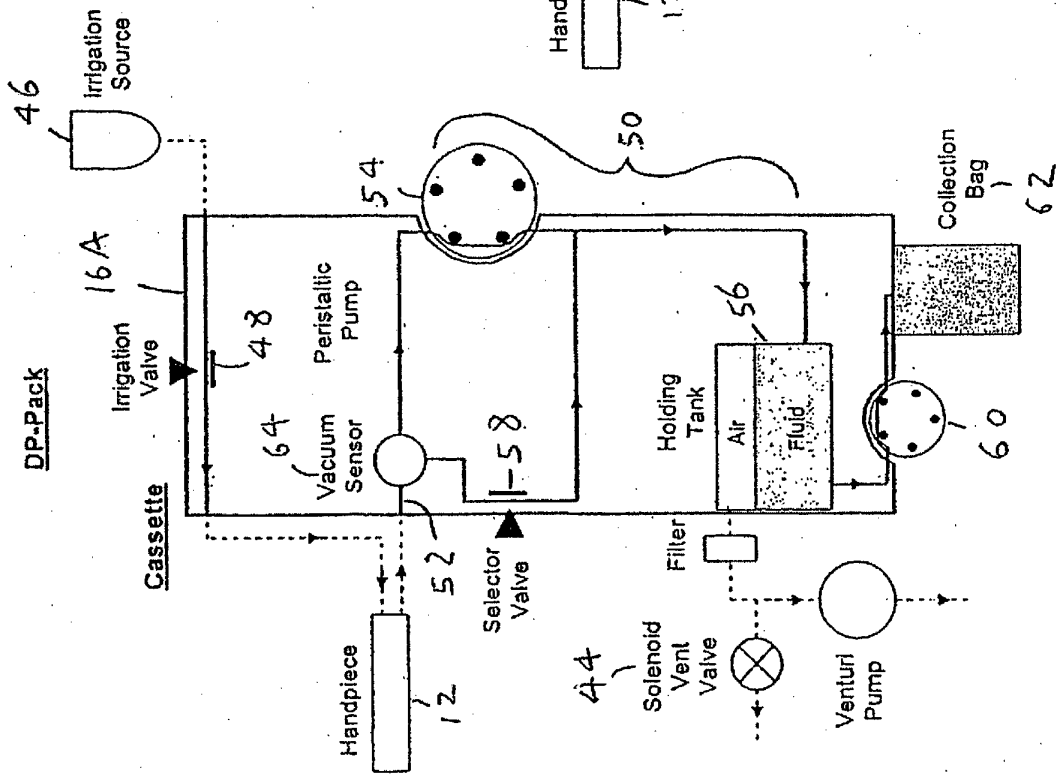 DP-Pack
46
Irrigation
Source
16A
Irrigation
Valve
48
Cassette
54
Peristaltic
Pump
64
Vacuum
Sensor
50
58
52
Selector
Valve
Handpiece
12
Holding
Tank
56
Air
Fluid
Filter
60
Collection
Bag
62
44
Solenoid
Vent
Valve
Venturi
Pump
Hand